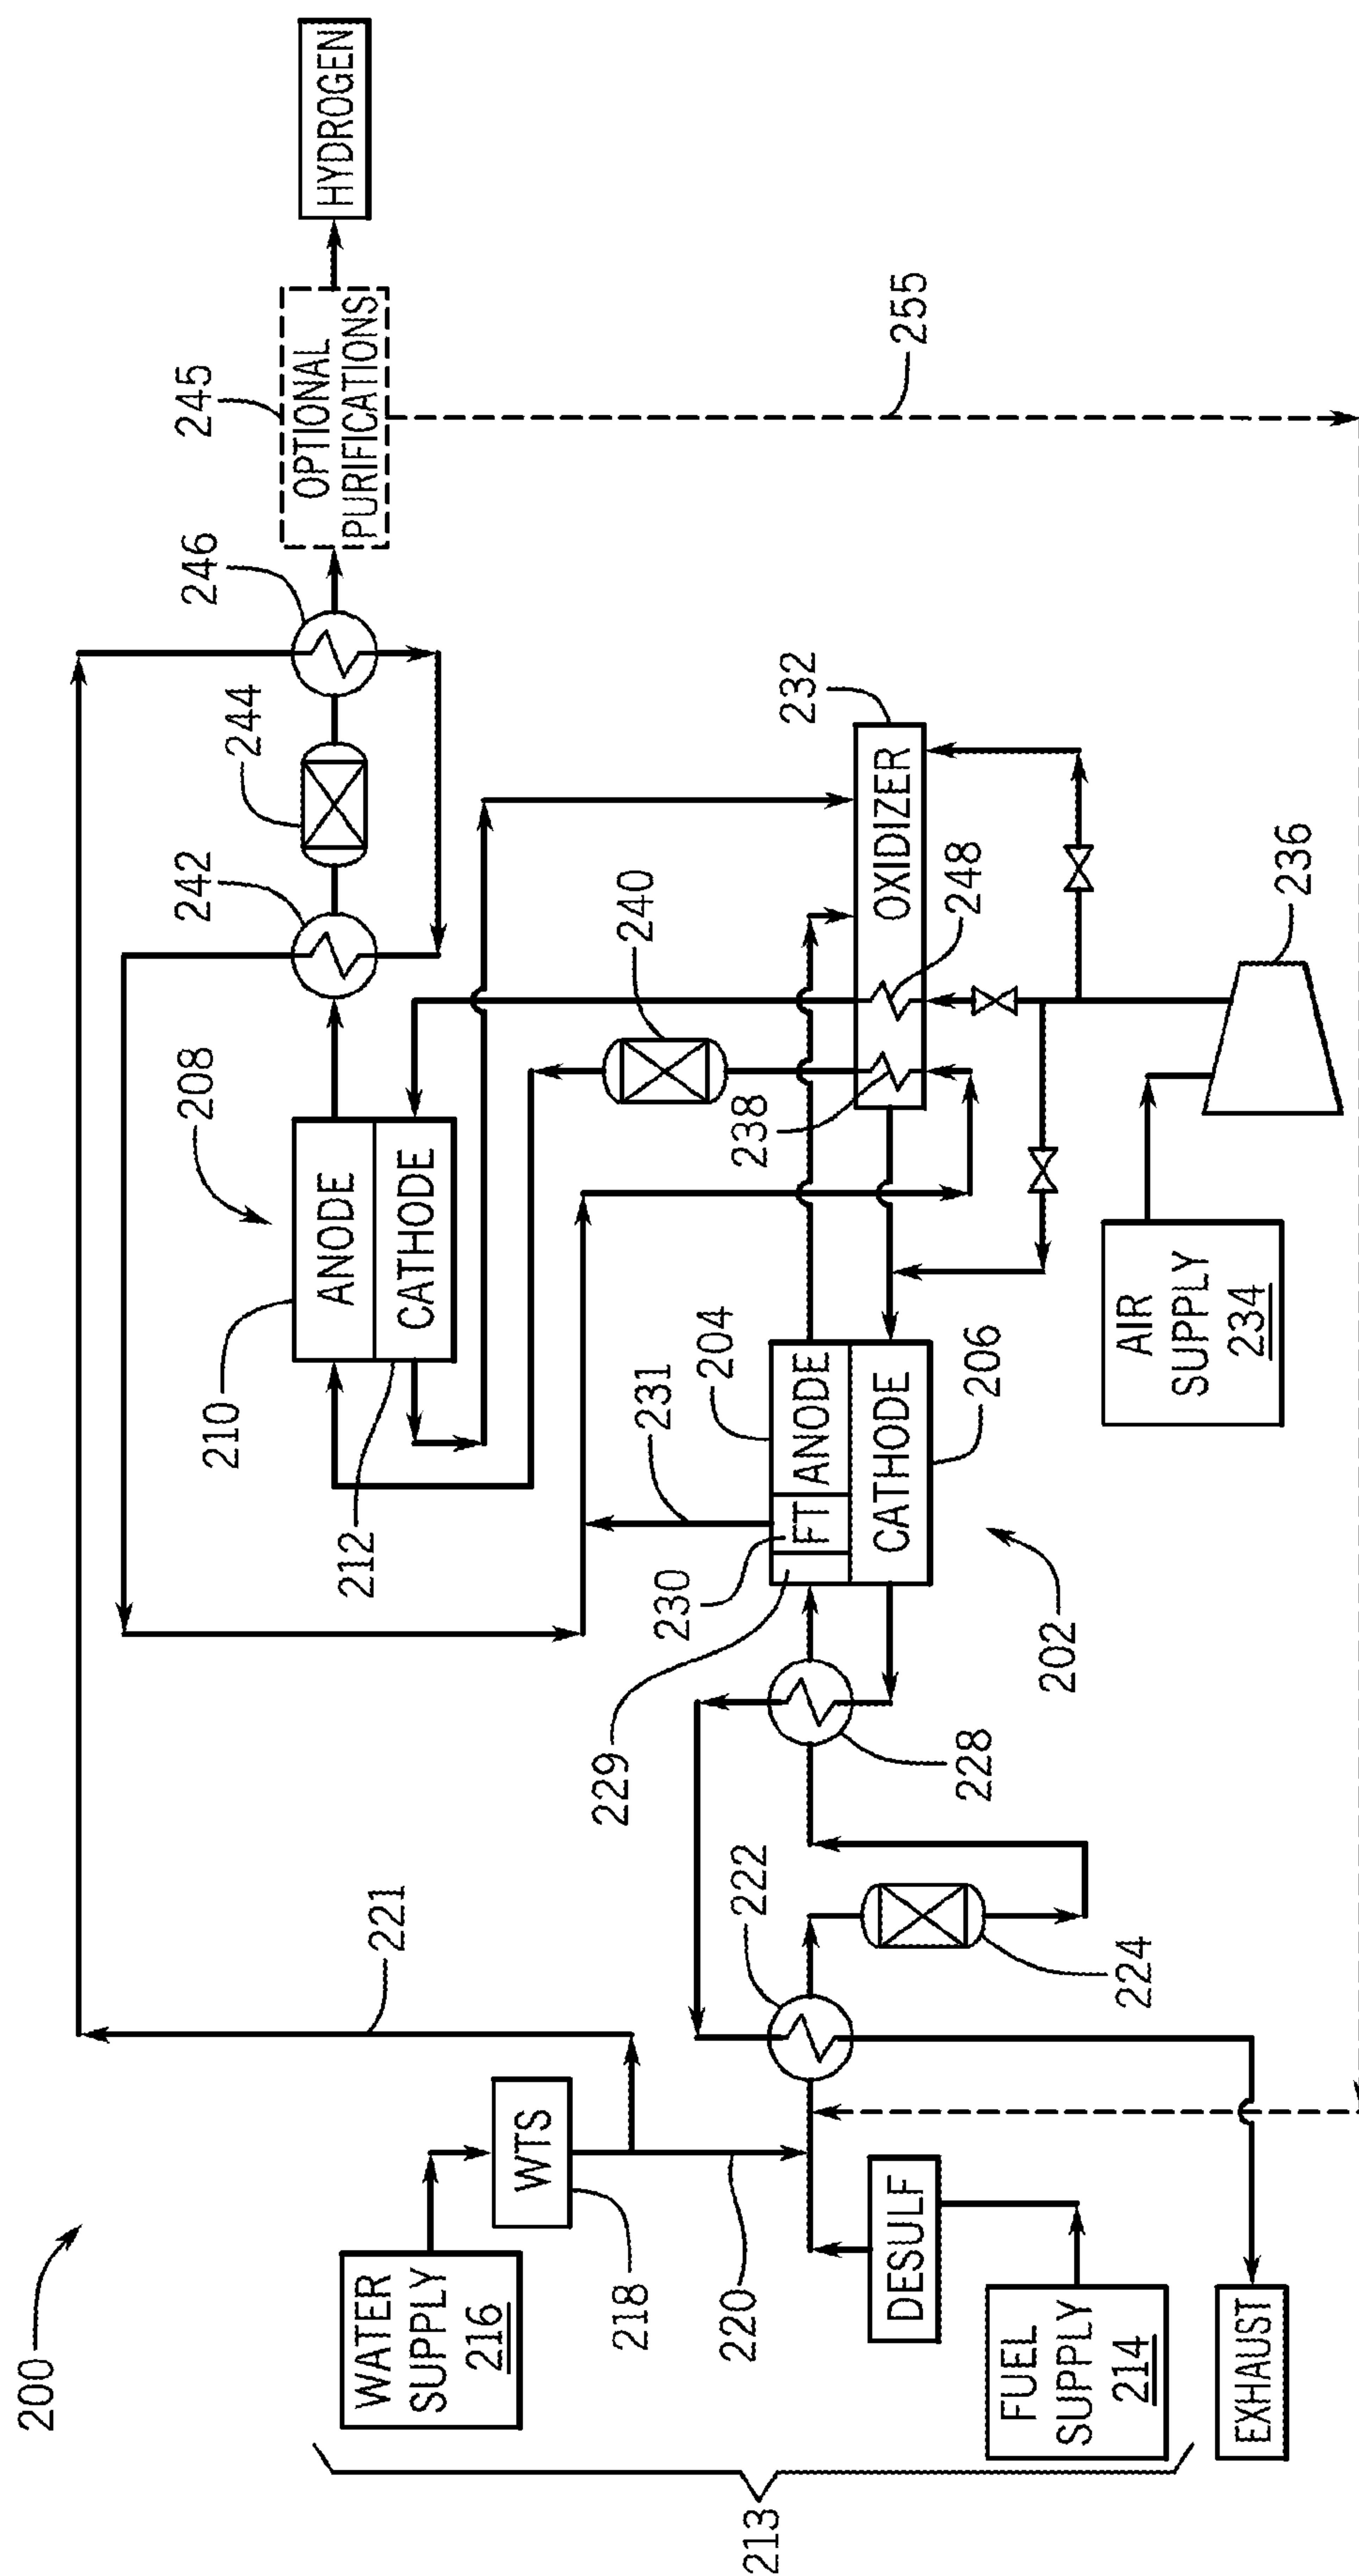 200
WATER
SUPPLY
216
WTS
218
221
220
213
FUEL
SUPPLY
214
DESULF
EXHAUST
222
224
228
229
230
231
FT
ANODE
204
CATHODE
206
202
208
ANODE
210
CATHODE
212
242
244
246
245
OPTIONAL
PURIFICATIONS
HYDROGEN
255
240
238
248
OXIDIZER
232
AIR
SUPPLY
234
236